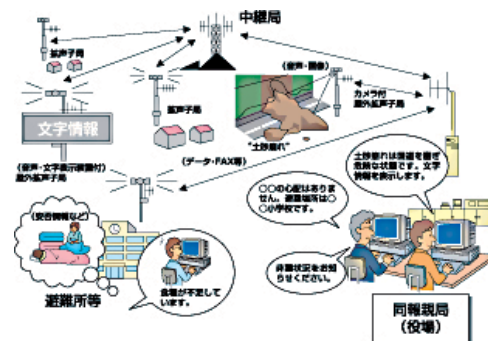 中継局
拡声子局
(音声・画像)
カメラ付
屋外拡声子局
拡声子局
文字情報
"土砂崩れ"
(音声・文字表示装置付)
屋外拡声子局
(データ・FAX等)
土砂崩れは県道を塞ぎ
危険な状態です。文字
情報を表示します。
○○の心配はありま
せん。避難場所は○
○小学校です。
(安否情報など)
食糧が不足して
います。
避難所等
非難状況をお知
らせください。
同報親局
(役場)